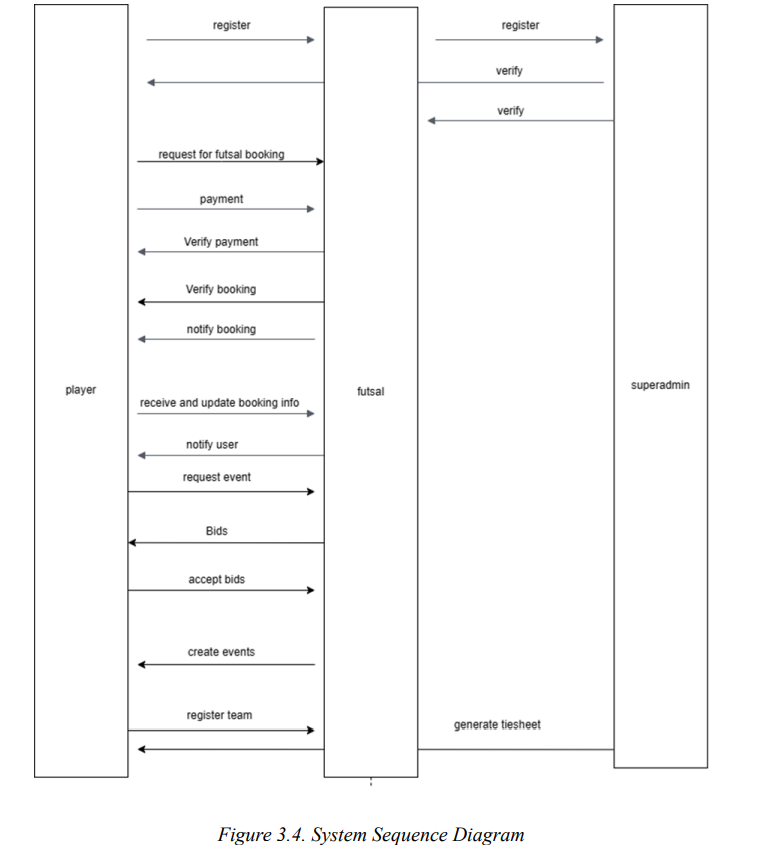 register
register
verify
verify
request for futsal booking
payment
Verify payment
Verify booking
notify booking
player
futsal
superadmin
receive and update booking info
notify user
request event
Bids
accept bids
create events
register team
generate tiesheet
Figure 3.4. System Sequence Diagram